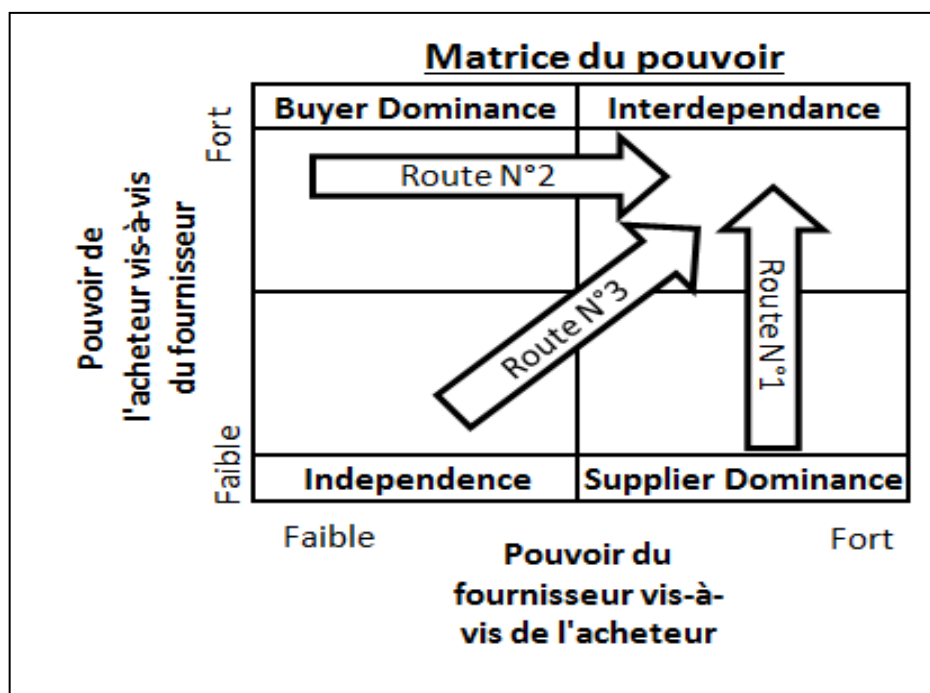 Matrice du pouvoir
Buyer Dominance
Interdependance
Fort
Route N°2
Pouvoir de
l'acheteur vis-à-vis
du fournisseur
Route N°3
Route N°1
Faible
Independence
Supplier Dominance
Faible
Fort
Pouvoir du
fournisseur vis-à-
vis de l'acheteur